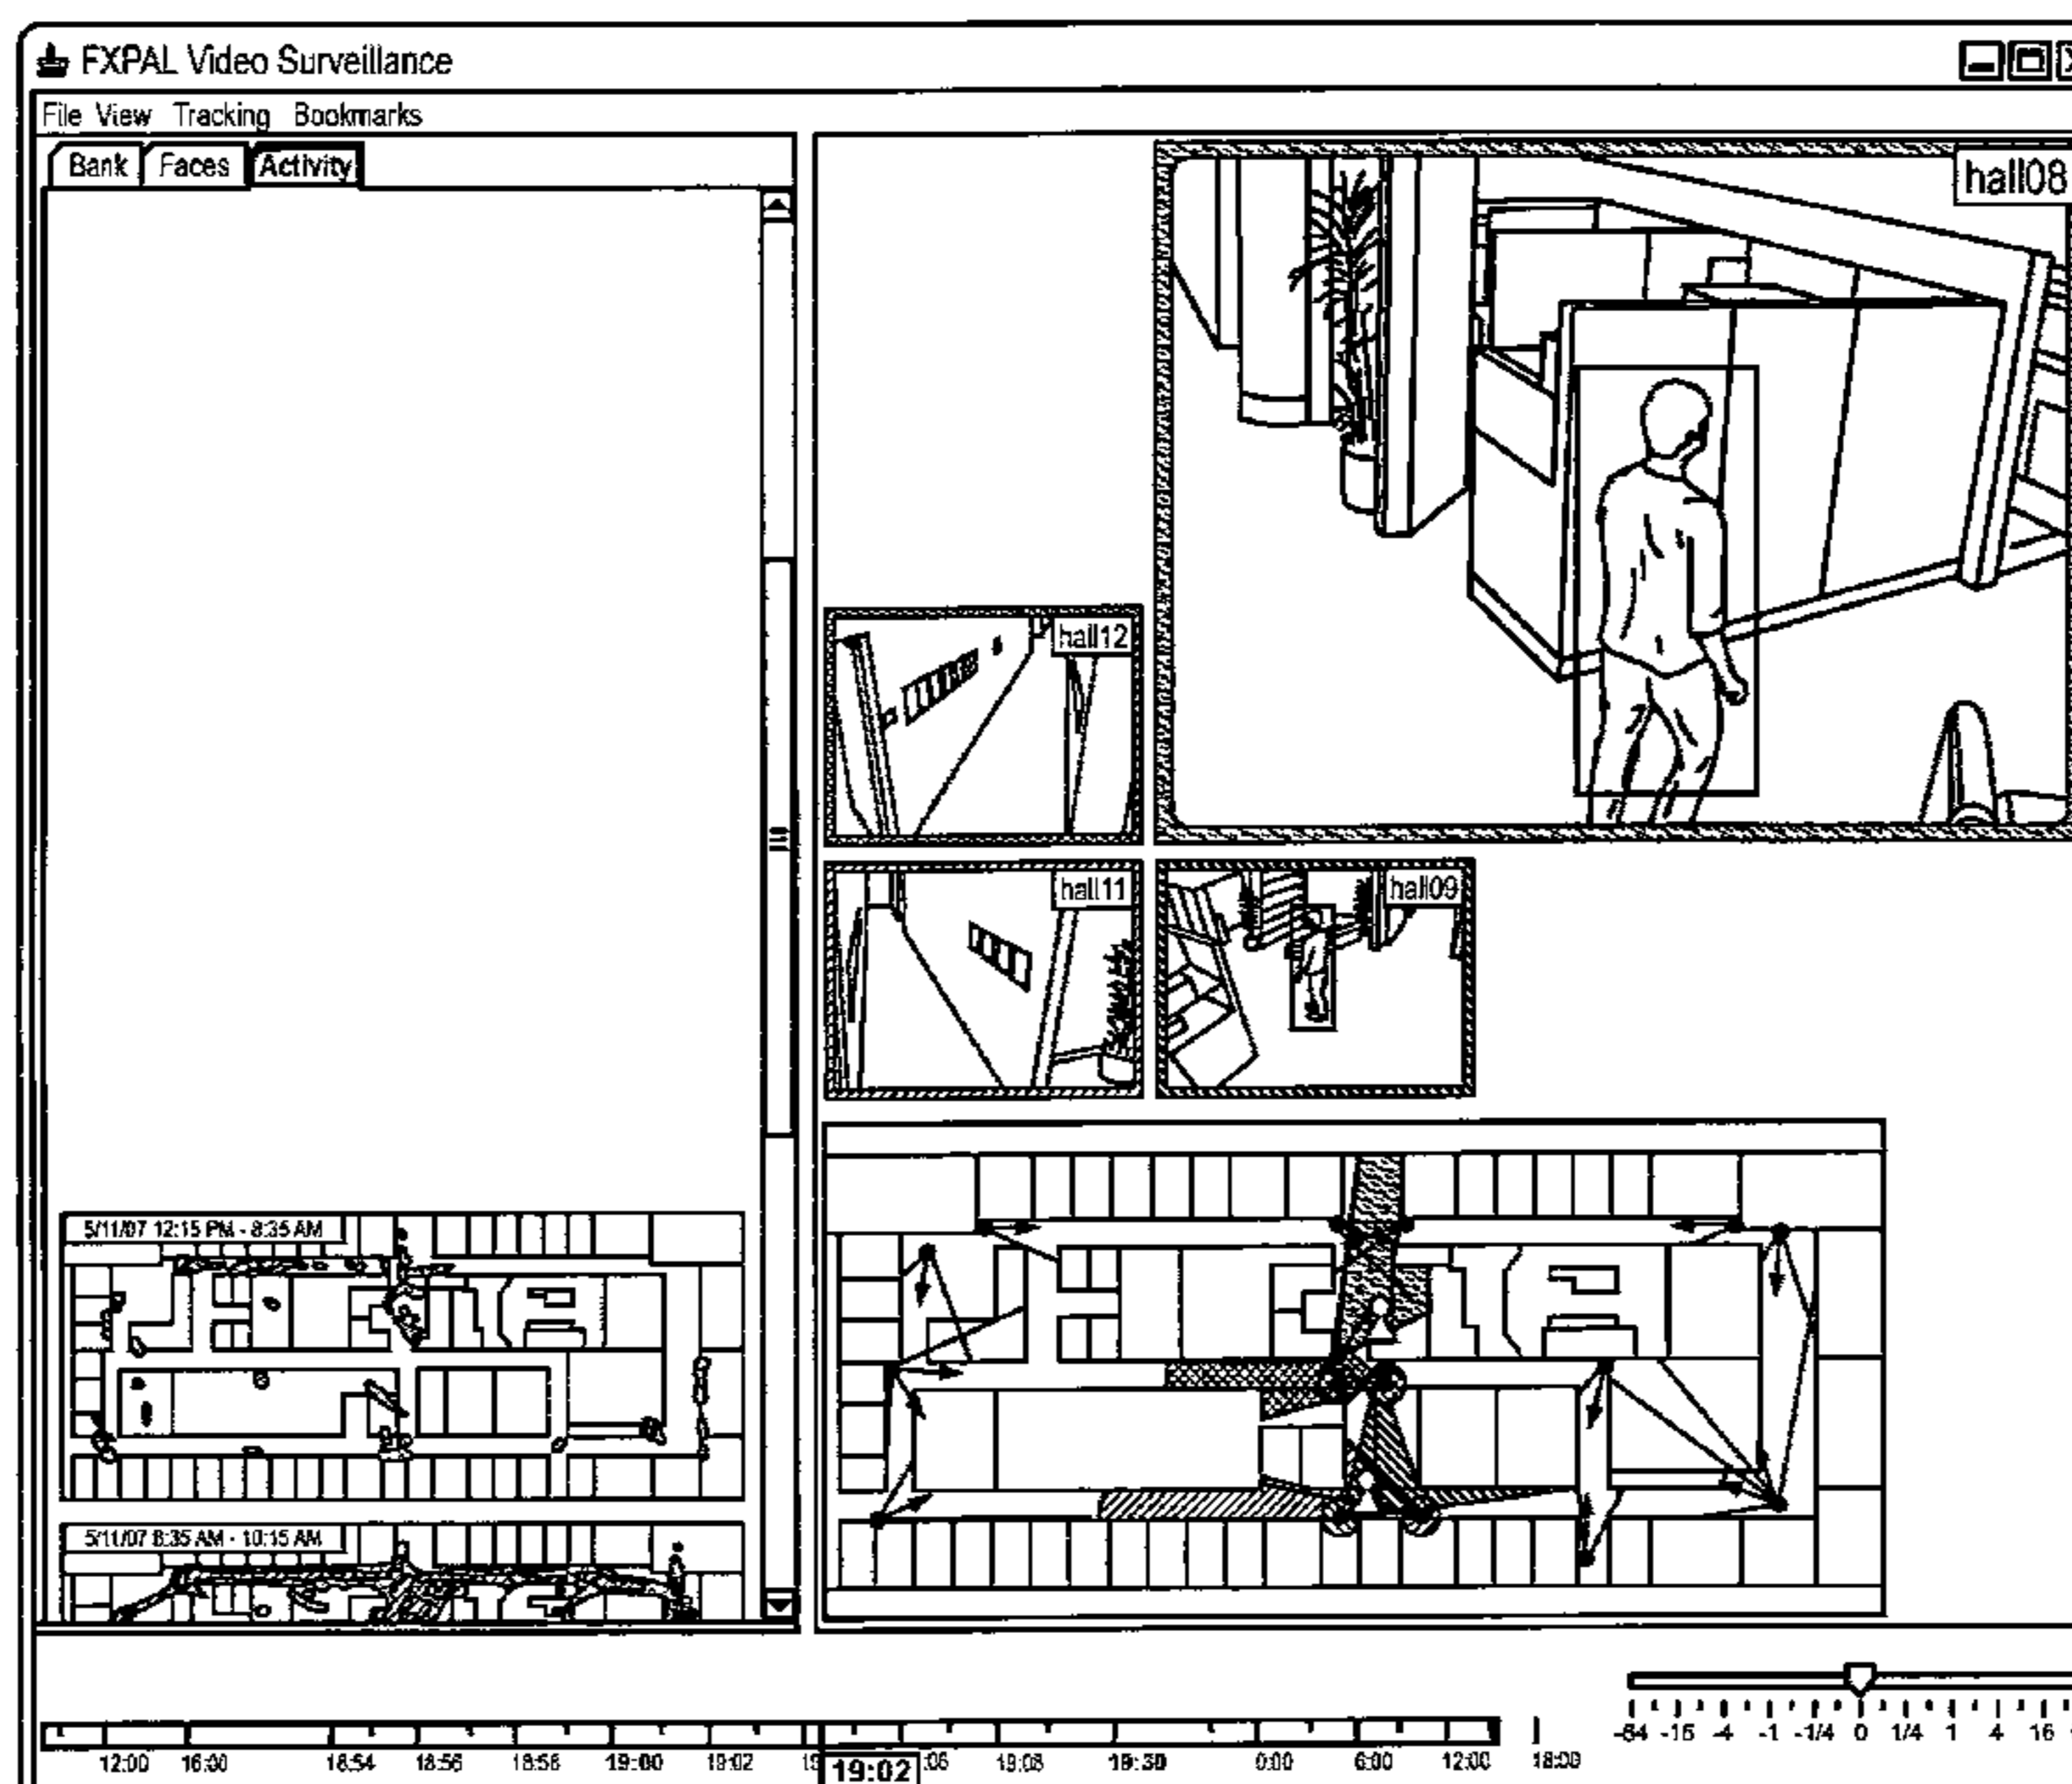 FXPAL Video Surveillance
File View Tracking Bookmarks
Bank Faces Activity
hall08
hall12
hall11 hall09
5/11/07 12:15 PM - 8:35 AM
5/11/07 8:35 AM - 10:15 AM
-64 -16 -4 -1 -1/4 0 1/4 1 4 16
12:00 16:00 18:54 18:56 18:58 19:00 19:02 19:02 19:08 19:30 0:00 6:00 12:00 18:00